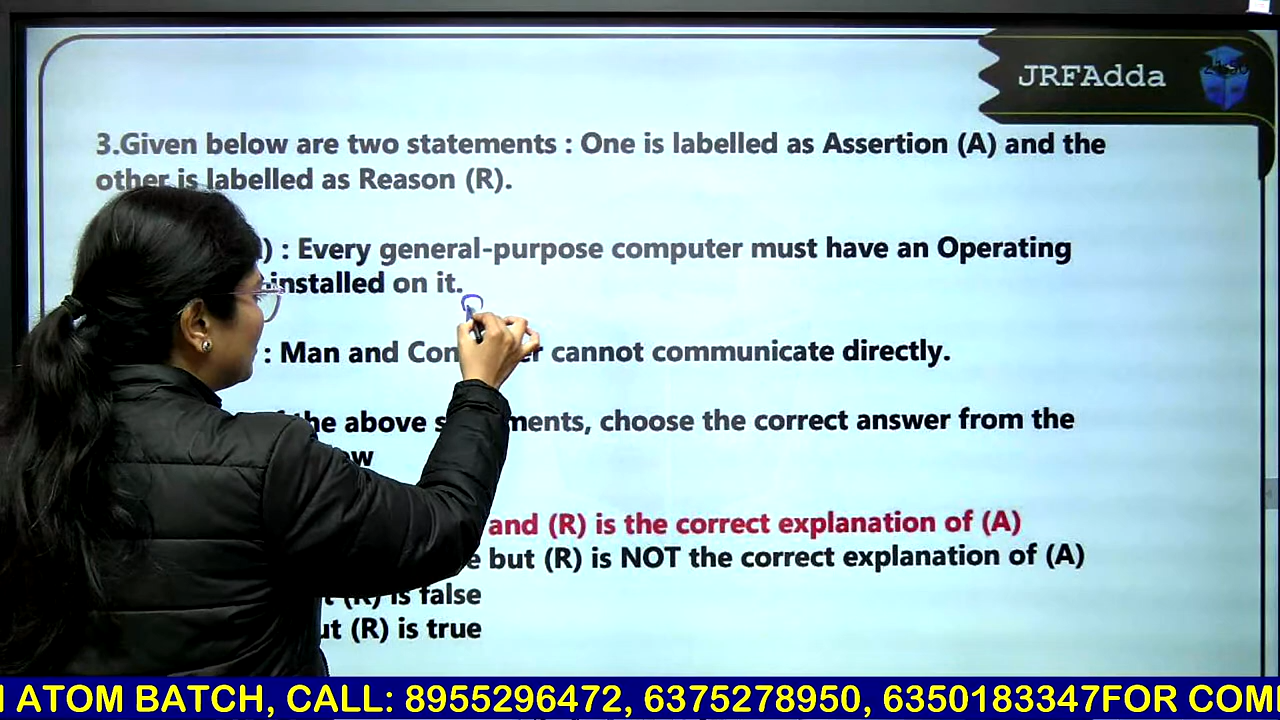 JRFAdda
3.Given below are two statements : One is labelled as Assertion (A) and the
other is labelled as Reason (R).
) : Every general-purpose computer must have an Operating
installed on it.
: Man and Con r cannot communicate directly.
the above s ments, choose the correct answer from the
w
and (R) is the correct explanation of (A)
e but (R) is NOT the correct explanation of (A)
t (R) is false
ut (R) is true
ATOM BATCH, CALL: 8955296472, 6375278950, 6350183347FOR COM